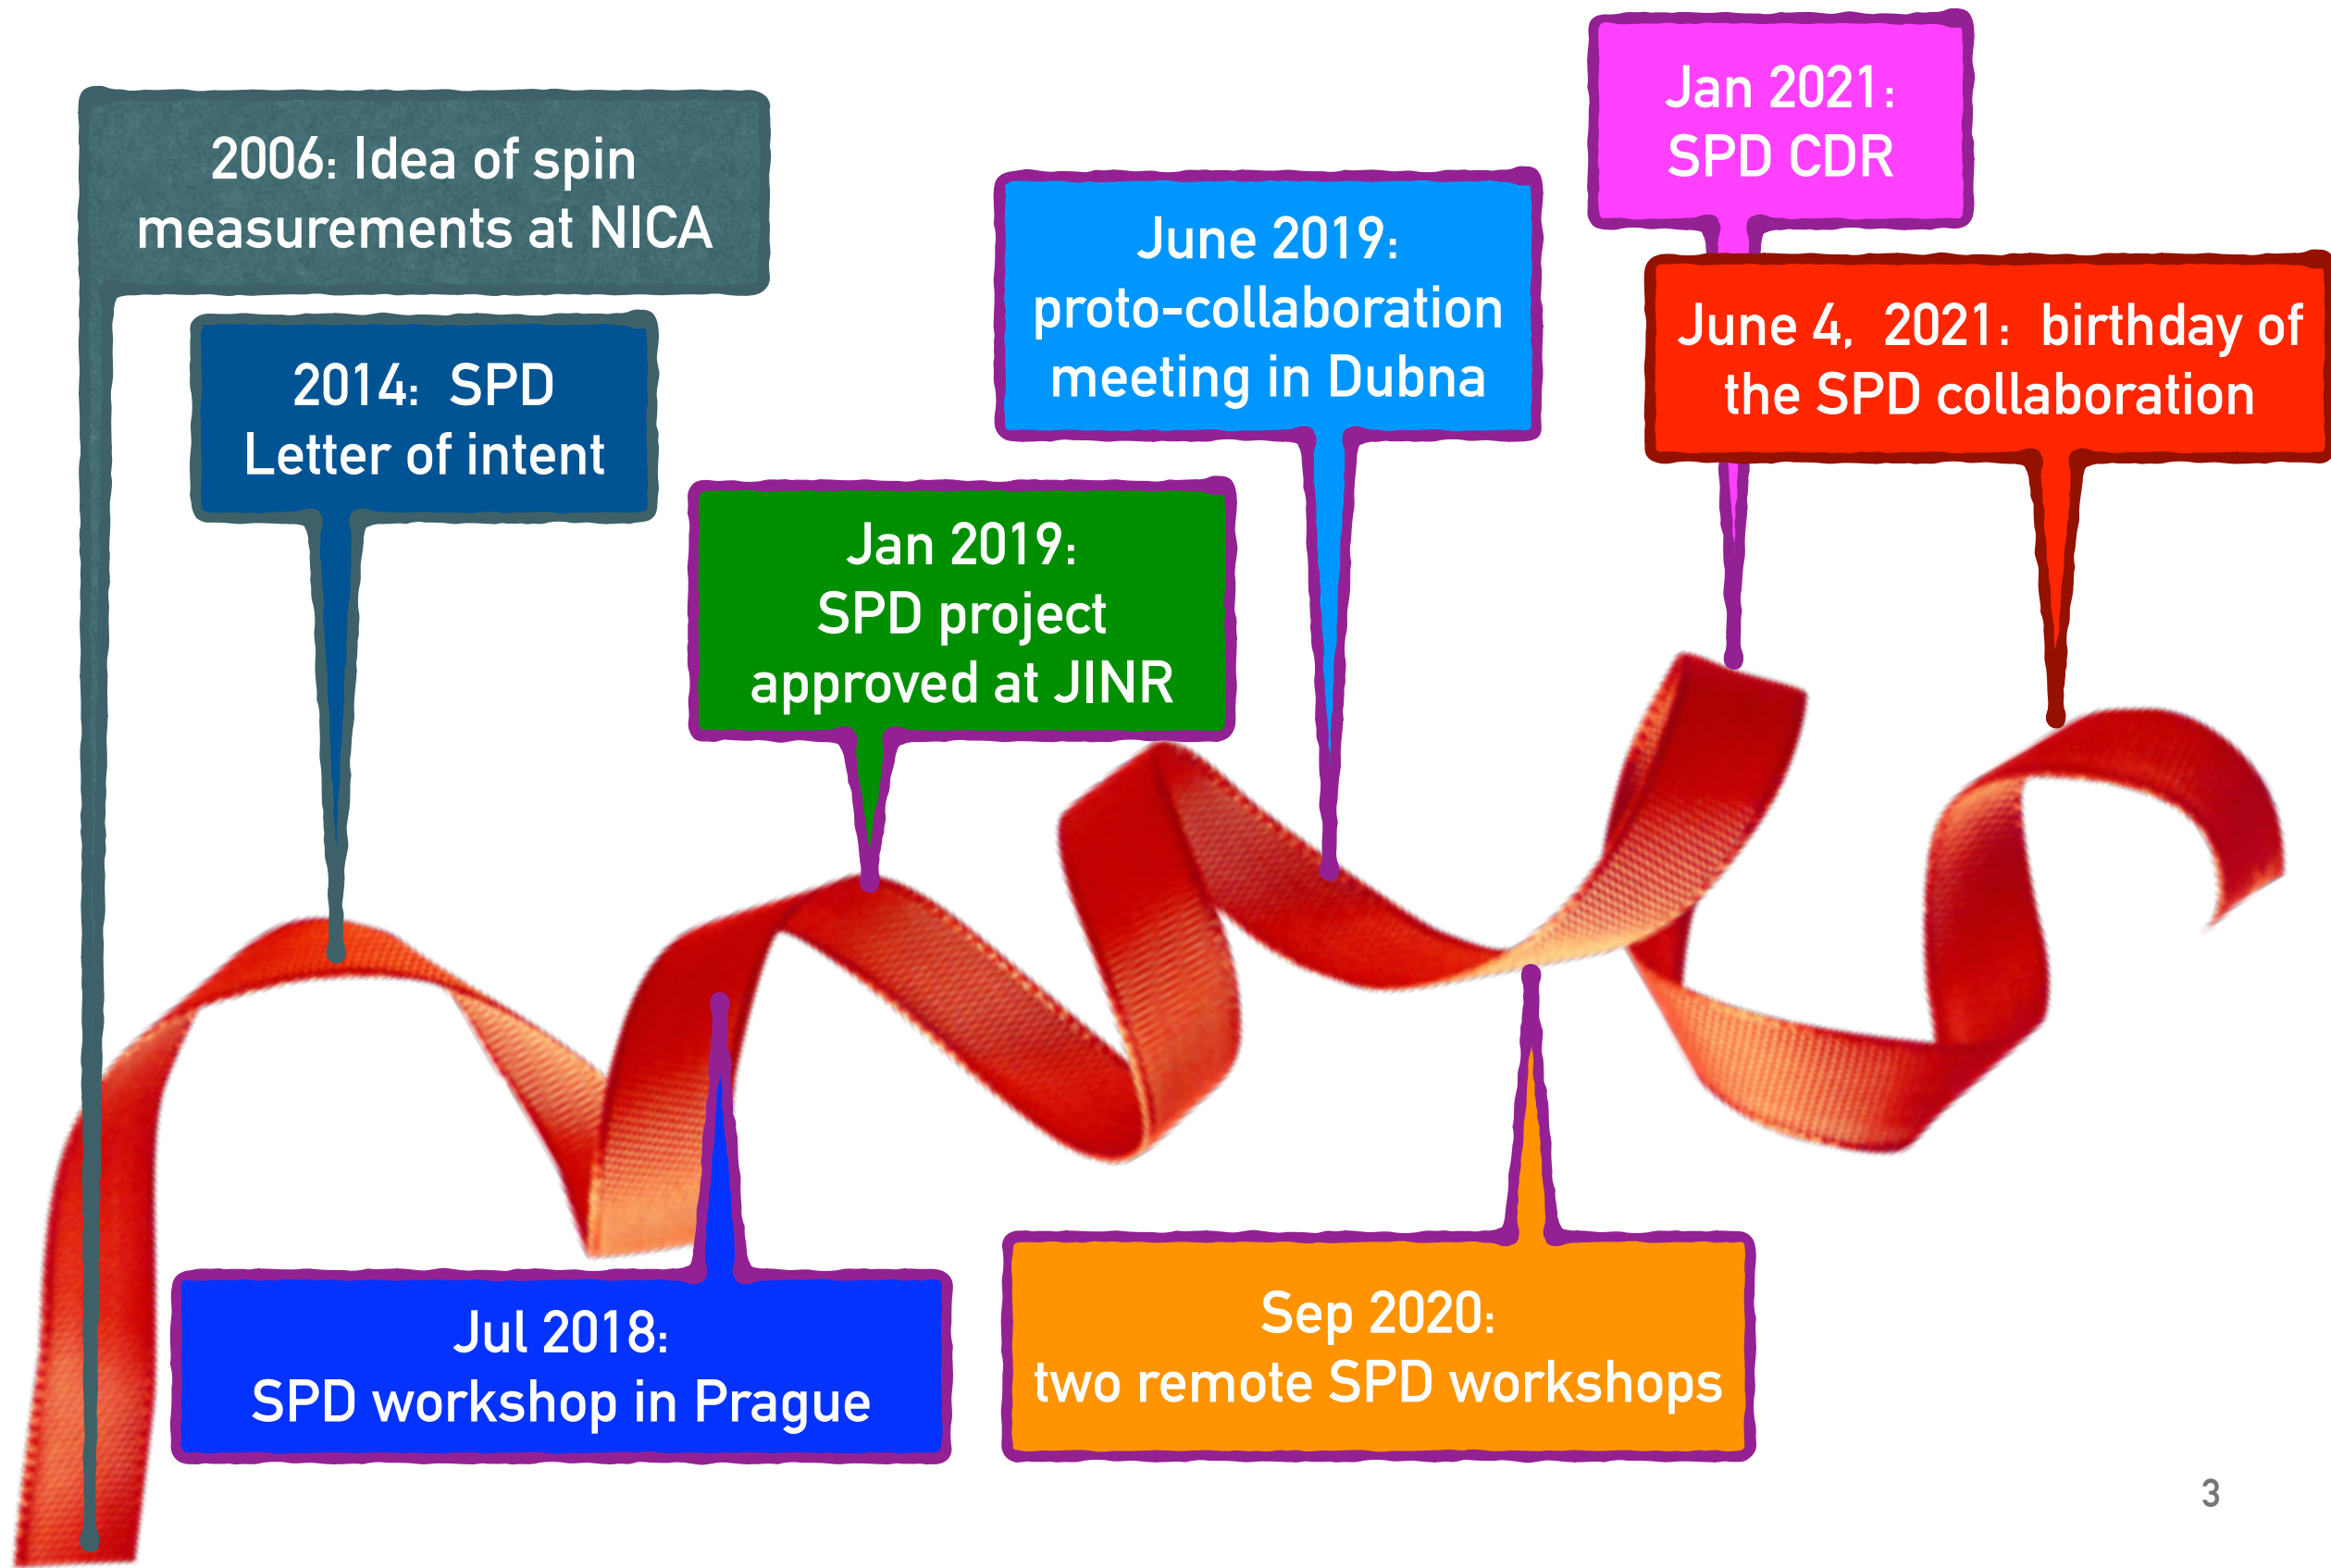 2006: Idea of spin
measurements at NICA
2014: SPD
Letter of intent
Jul 2018:
SPD workshop in Prague
Jan 2019:
SPD project
approved at JINR
June 2019:
proto-collaboration
meeting in Dubna
Sep 2020:
two remote SPD workshops
Jan 2021:
SPD CDR
June 4, 2021: birthday of
the SPD collaboration
3